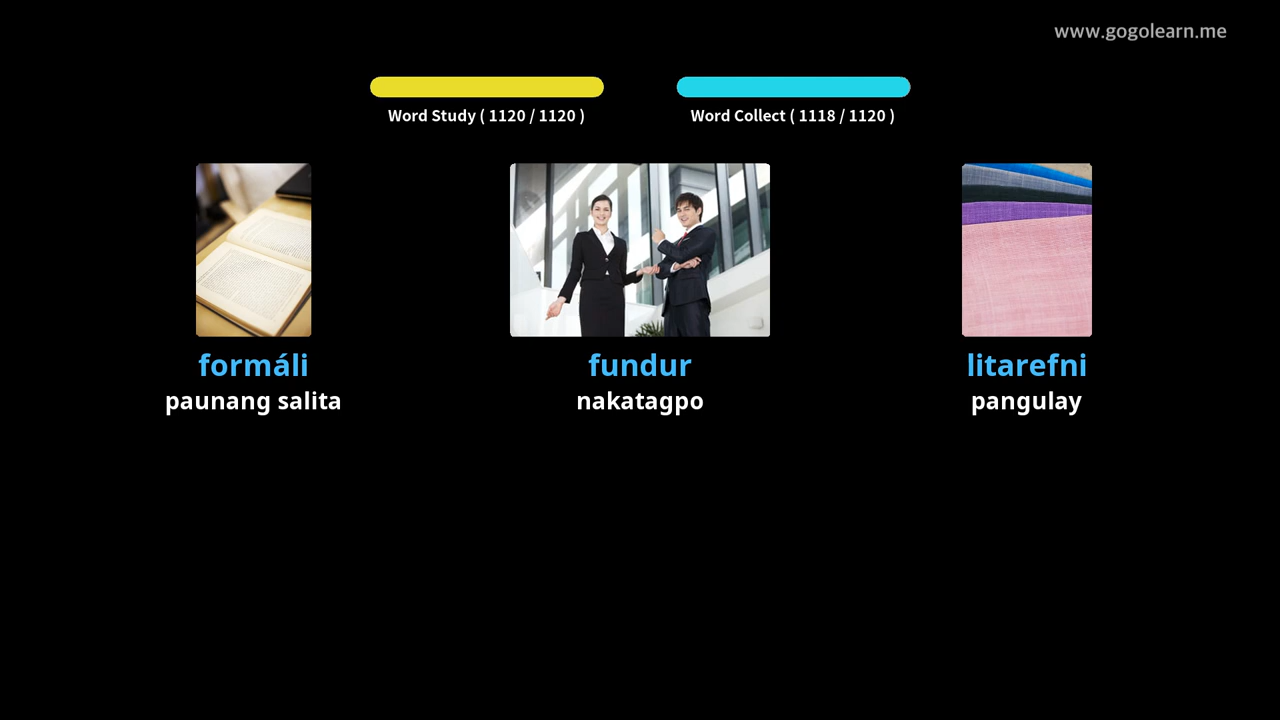 www.gogolearn.me
Word Study ( 1120 / 1120 )
Word Collect ( 1118 / 1120 )
formáli
fundur
litarefni
paunang salita
nakatagpo
pangulay